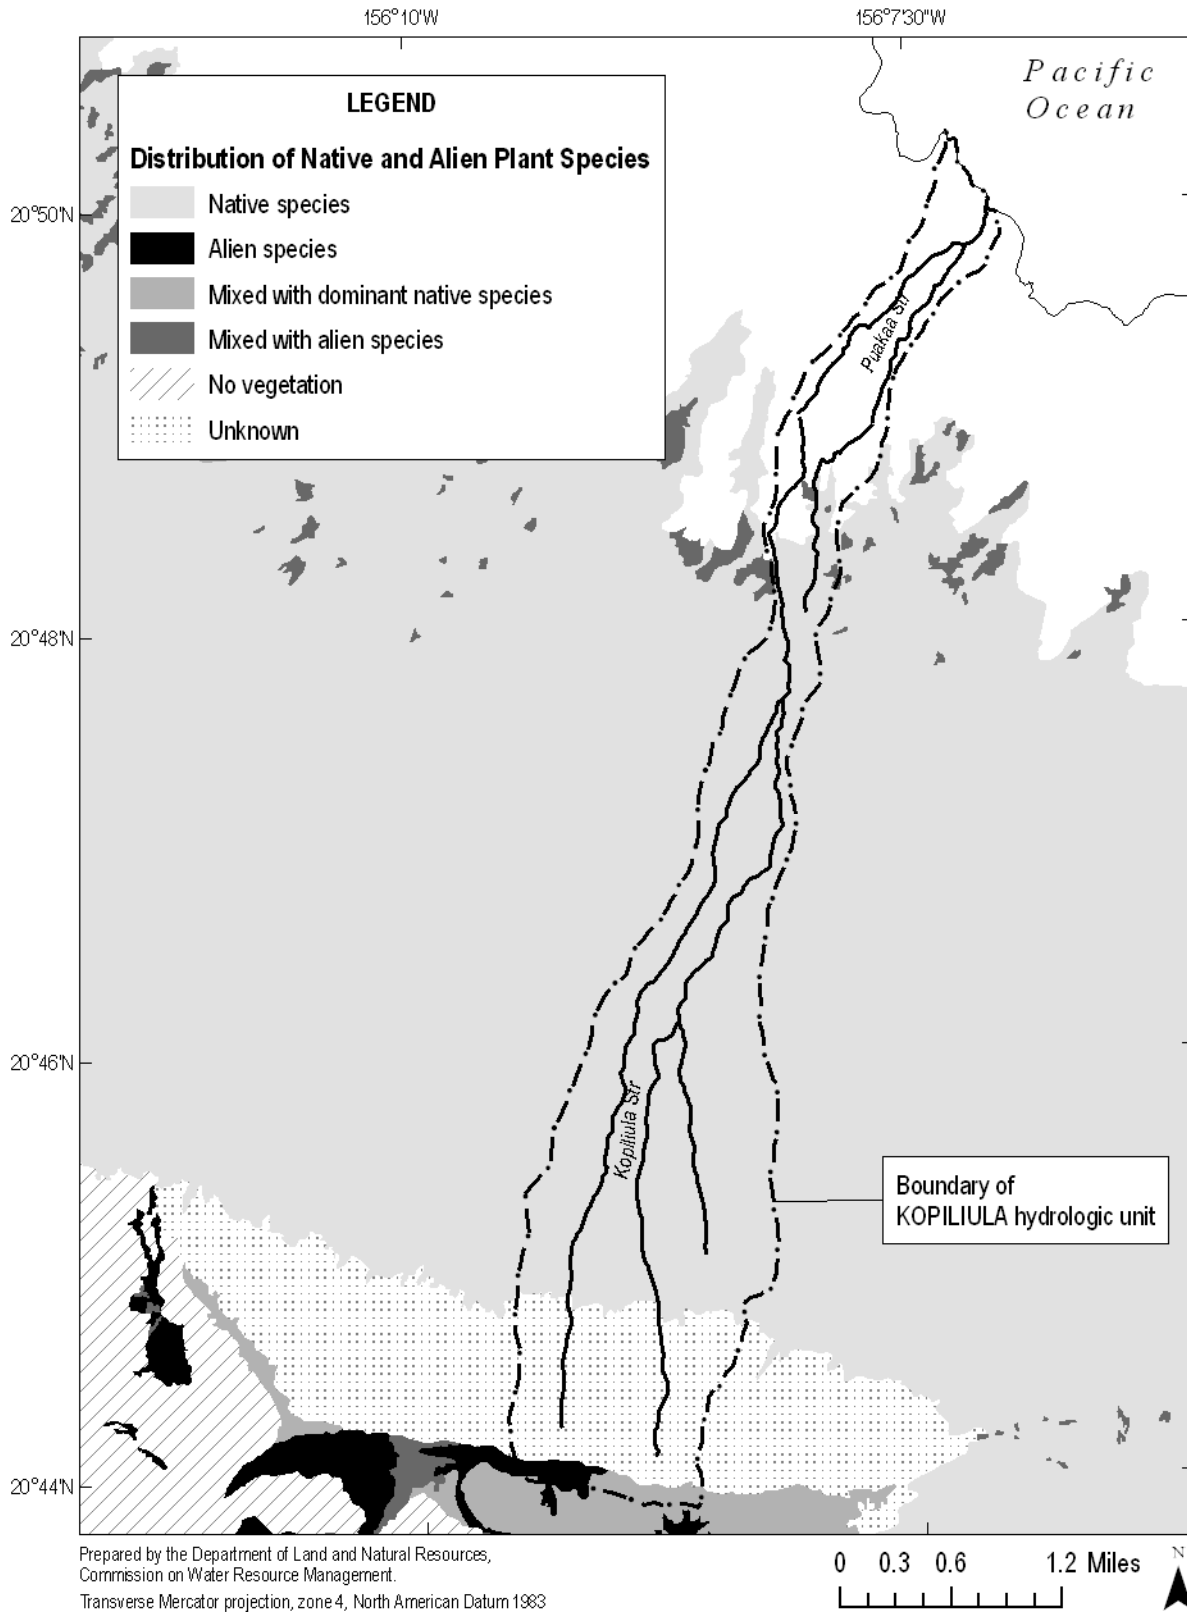 156°10'W
156°7'30"W
Pacific
Ocean
LEGEND
Distribution of Native and Alien Plant Species
Native species
Alien species
Mixed with dominant native species
Mixed with alien species
No vegetation
Unknown
20°50'N
Puakaa Str
20°48'N
20°46'N
Kopiliula Str
Boundary of
KOPILIULA hydrologic unit
20°44'N
Prepared by the Department of Land and Natural Resources,
Commission on Water Resource Management.
Transverse Mercator projection, zone 4, North American Datum 1983
0 0.3 0.6 1.2 Miles
N